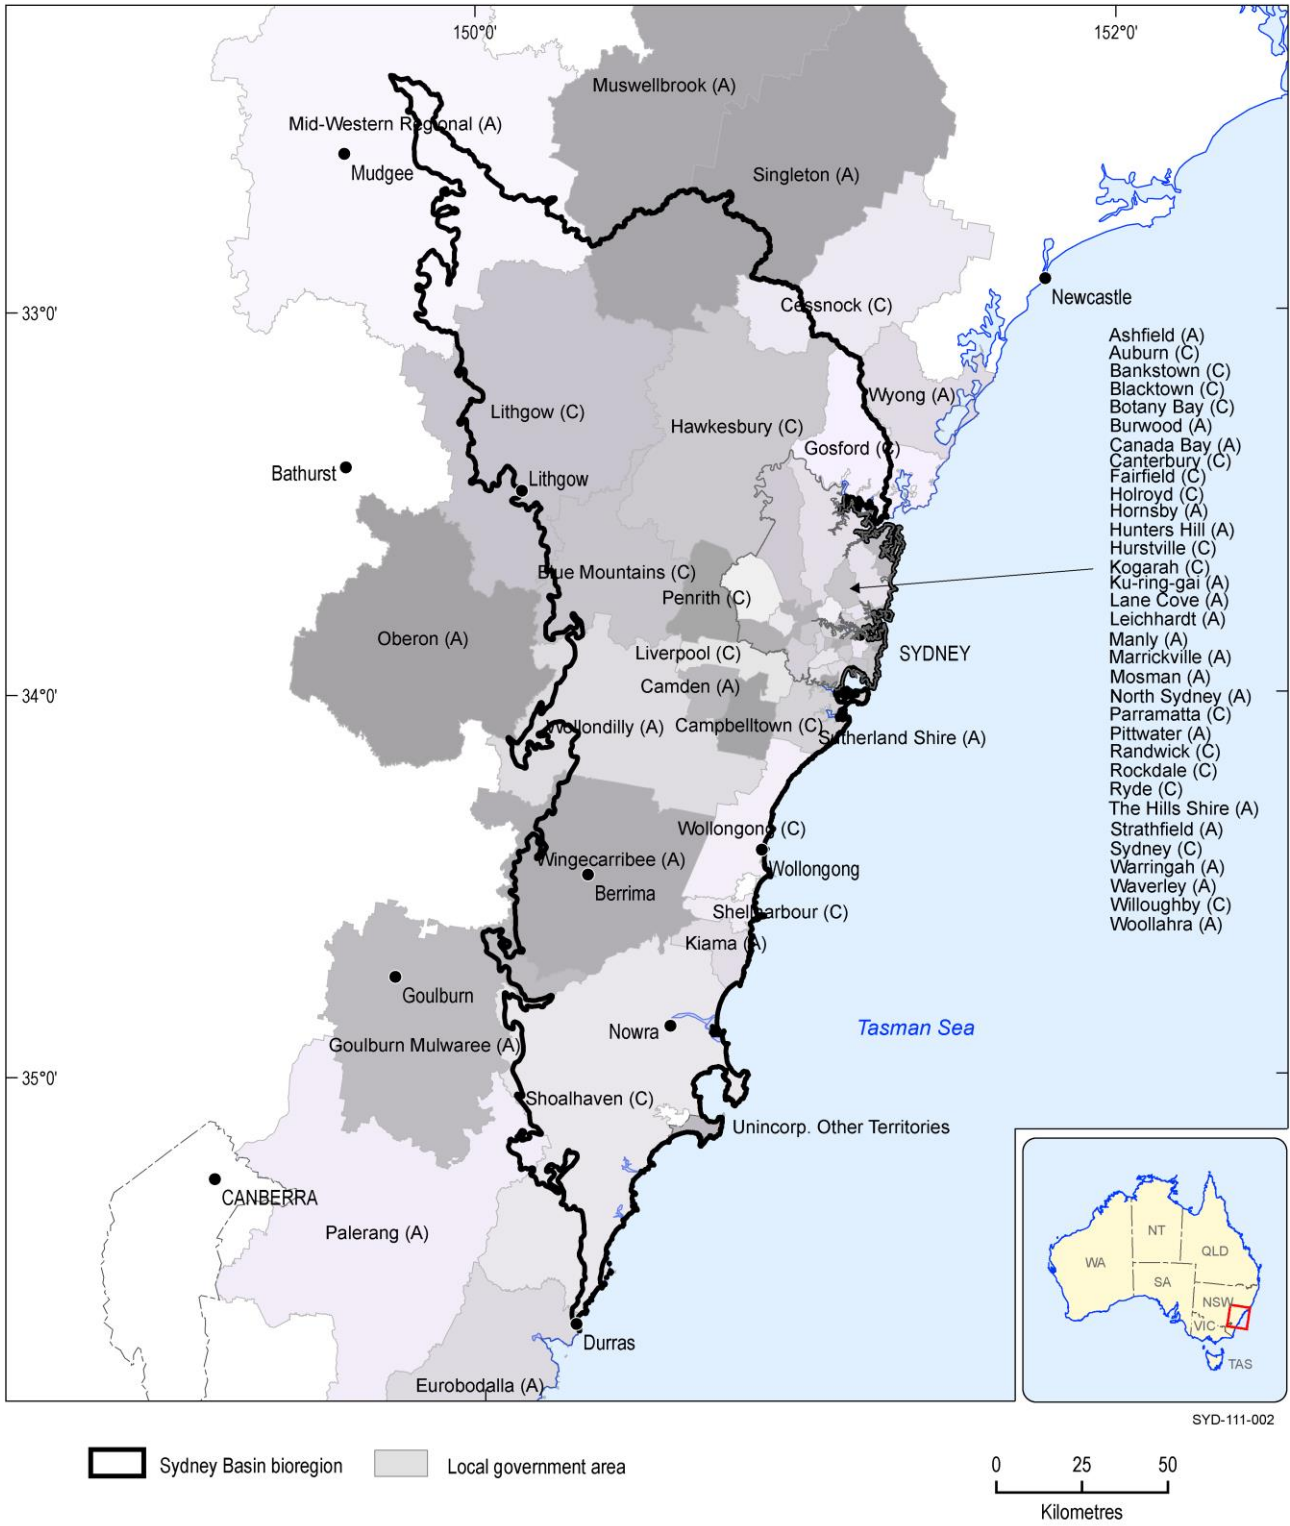 150°0'
152°0'
Muswellbrook (A)
Mid-Western Regional (A)
Mudgee
Singleton (A)
Newcastle
Cessnock (C)
33°0'
Ashfield (A)
Auburn (C)
Bankstown (C)
Blacktown (C)
Botany Bay (C)
Burwood (A)
Canada Bay (A)
Canterbury (C)
Fairfield (C)
Holroyd (C)
Hornsby (A)
Hunters Hill (A)
Hurstville (C)
Kogarah (C)
Ku-ring-gai (A)
Lane Cove (A)
Leichhardt (A)
Manly (A)
Marrickville (A)
Mosman (A)
North Sydney (A)
Parramatta (C)
Pittwater (A)
Randwick (C)
Rockdale (C)
Ryde (C)
The Hills Shire (A)
Strathfield (A)
Sydney (C)
Warringah (A)
Waverley (A)
Willoughby (C)
Woollahra (A)
Wyong (A)
Lithgow (C)
Hawkesbury (C)
Gosford (C)
Bathurst
Lithgow
Blue Mountains (C)
Penrith (C)
Oberon (A)
Liverpool (C)
SYDNEY
Camden (A)
34°0'
Wollondilly (A)
Campbelltown (C)
Sutherland Shire (A)
Wollongong (C)
Wingecarribee (A)
Wollongong
Berrima
Shellharbour (C)
Kiama (A)
Goulburn
Nowra
Tasman Sea
Goulburn Mulwaree (A)
35°0'
Shoalhaven (C)
Unincorp. Other Territories
CANBERRA
Palerang (A)
Durras
Eurobodalla (A)
NT
QLD
WA
SA
NSW
VIC
TAS
SYD-111-002
Sydney Basin bioregion
Local government area
0 25 50
Kilometres